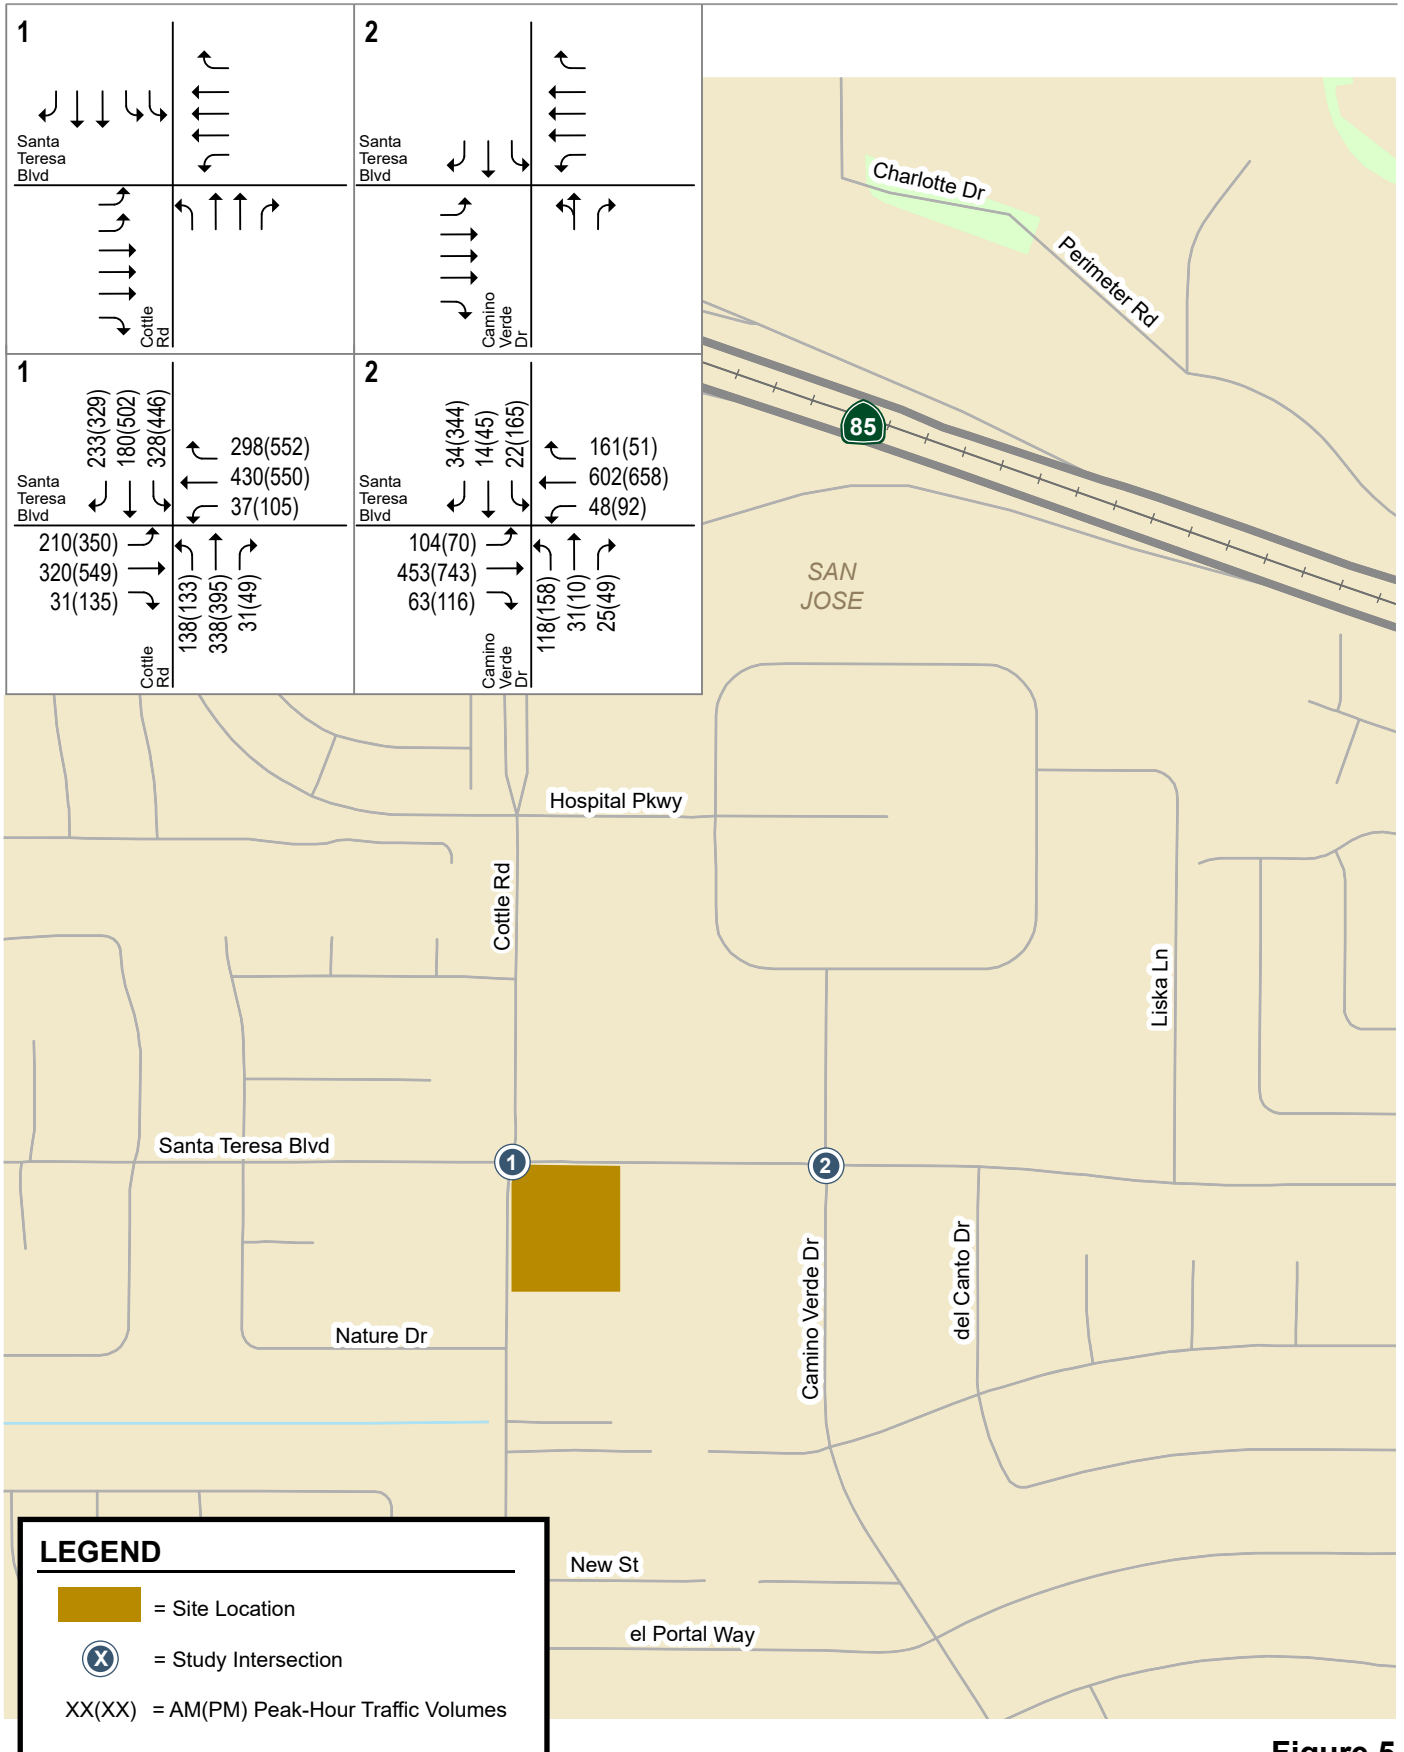 1
Santa
Teresa
Blvd
Cottle
Rd
2
Santa
Teresa
Blvd
Camino
Verde
Dr
1
233(329)
180(502)
328(446)
298(552)
430(550)
37(105)
Santa
Teresa
Blvd
210(350)
320(549)
31(135)
138(133)
338(395)
31(49)
Cottle
Rd
2
34(344)
14(45)
22(165)
161(51)
602(658)
48(92)
Santa
Teresa
Blvd
104(70)
453(743)
63(116)
118(158)
31(10)
25(49)
Camino
Verde
Dr
Charlotte Dr
Perimeter Rd
85
SAN
JOSE
Hospital Pkwy
Cottle Rd
Liska Ln
Santa Teresa Blvd
1
2
Camino Verde Dr
del Canto Dr
Nature Dr
New St
el Portal Way
LEGEND
= Site Location
X = Study Intersection
XX(XX) = AM(PM) Peak-Hour Traffic Volumes
Figure 5